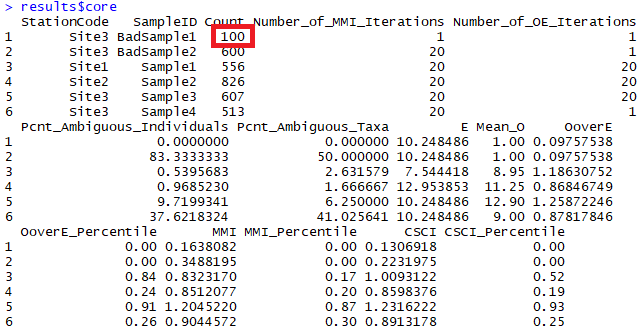 > results$core
StationCode SampleID Count Number_of_MMI_Iterations Number_of_OE_Iterations
1 Site3 BadSample1 100 1 1
2 Site3 BadSample2 600 20 1
3 Site1 Sample1 556 20 20
4 Site2 Sample2 826 20 20
5 Site3 Sample3 607 20 20
6 Site3 Sample4 513 20 1
Pcnt_Ambiguous_Individuals Pcnt_Ambiguous_Taxa E Mean_O OoverE
1 0.0000000 0.000000 10.248486 1.00 0.09757538
2 83.3333333 50.000000 10.248486 1.00 0.09757538
3 0.5395683 2.631579 7.544418 8.95 1.18630752
4 0.9685230 1.666667 12.953853 11.25 0.86846749
5 9.7199341 6.250000 10.248486 12.90 1.25872246
6 37.6218324 41.025641 10.248486 9.00 0.87817846
OoverE_Percentile MMI MMI_Percentile CSCI CSCI_Percentile
1 0.00 0.1638082 0.00 0.1306918 0.00
2 0.00 0.3488195 0.00 0.2231975 0.00
3 0.84 0.8323170 0.17 1.0093122 0.52
4 0.24 0.8512077 0.20 0.8598376 0.19
5 0.91 1.2045220 0.87 1.2316222 0.93
6 0.26 0.9044572 0.30 0.8913178 0.25